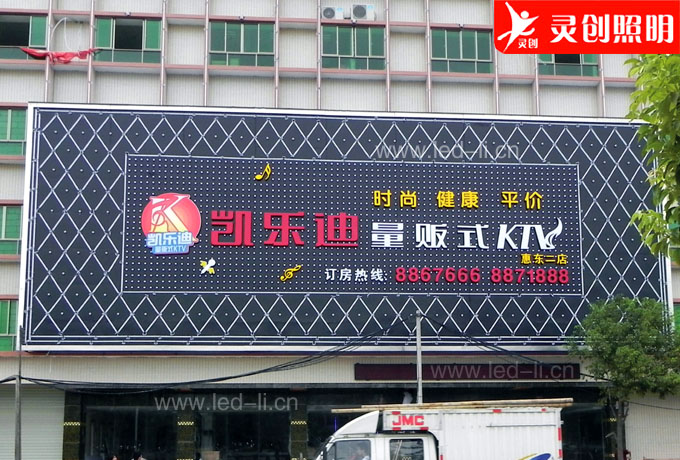 灵创
灵创照明
www.led-li.cn
时尚 健康 平价
凯乐迪 量贩式KTV
凯乐迪
量贩式KTV
惠东二店
订房热线: 8867666 8871888
www.led-li.cn
www.led-li.cn
JMC